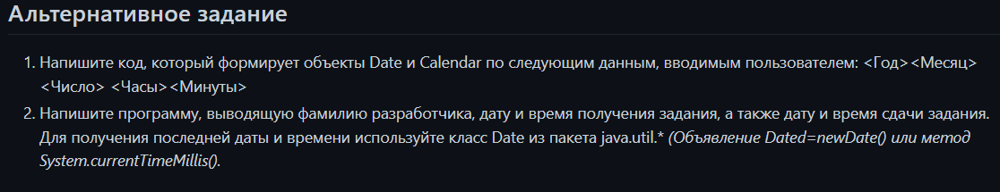 Альтернативное задание
1. Напишите код, который формирует объекты Date и Calendar по следующим данным, вводимым пользователем: <Год><Месяц>
<Число> <Часы><Минуты>
2. Напишите программу, выводящую фамилию разработчика, дату и время получения задания, а также дату и время сдачи задания.
Для получения последней даты и времени используйте класс Date из пакета java.util.* (Объявление Dated=newDate() или метод
System.currentTimeMillis().